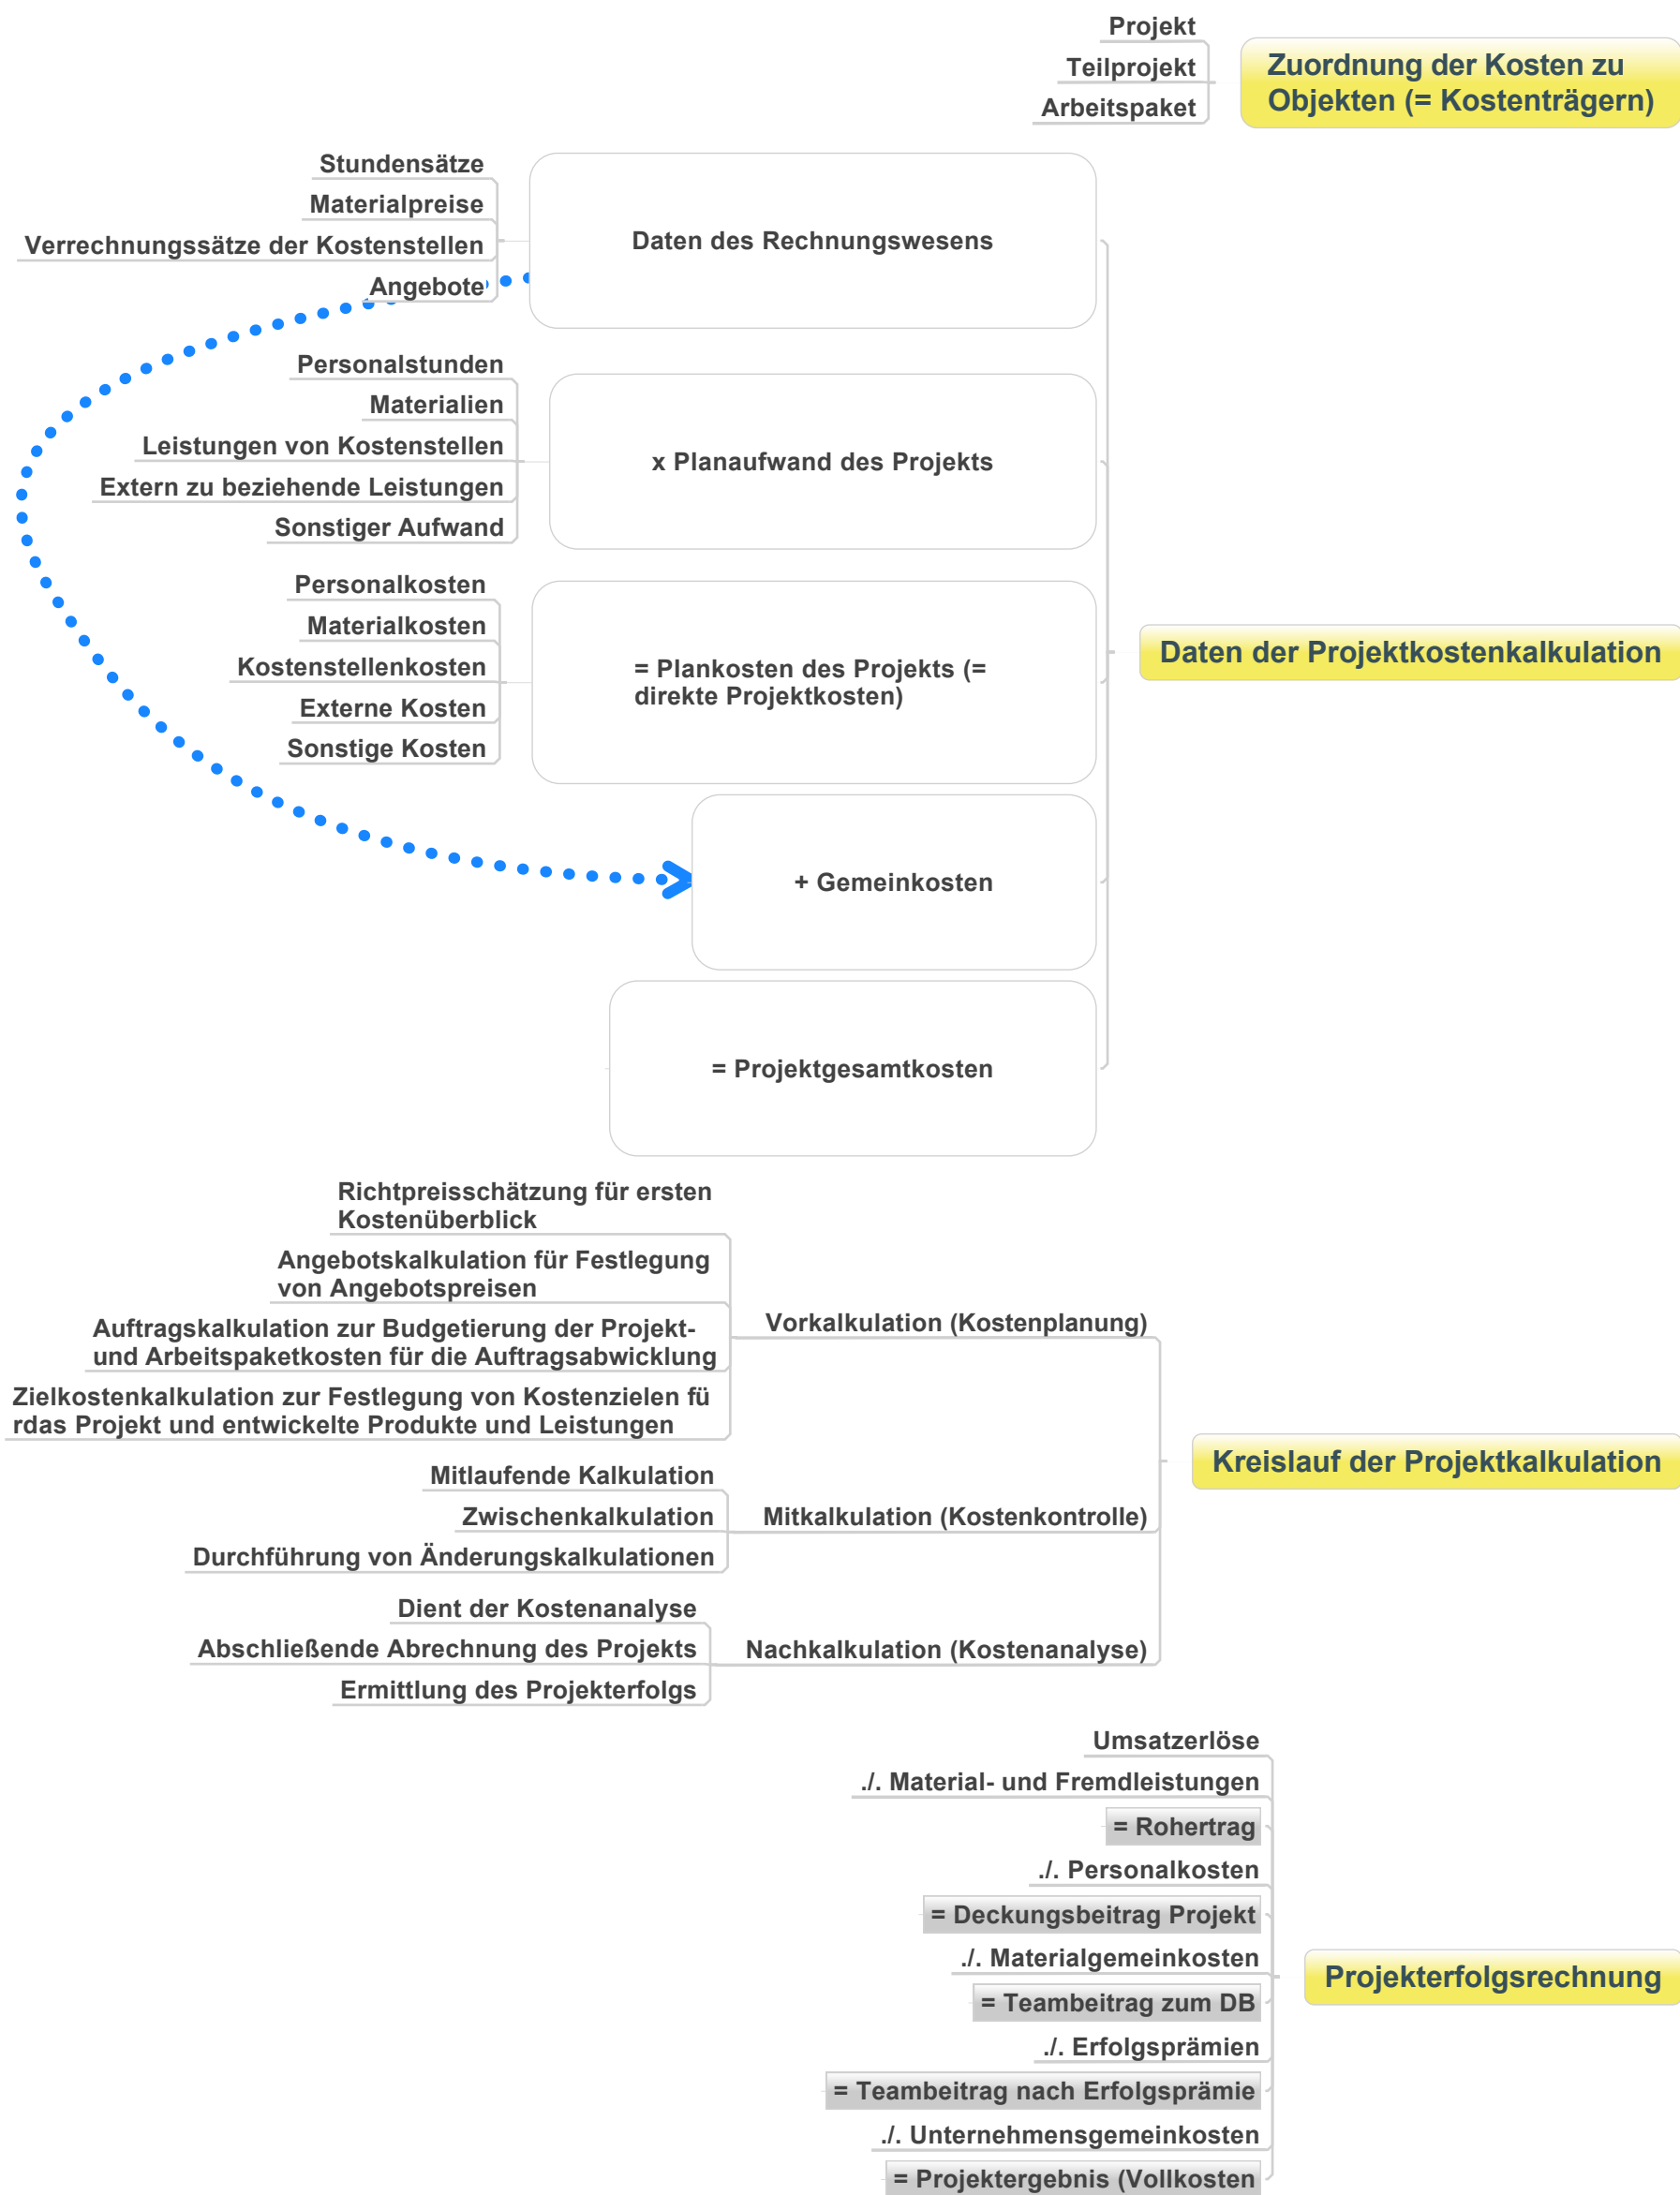 Projekt
Teilprojekt
Arbeitspaket
Zuordnung der Kosten zu
Objekten (= Kostenträgern)
Stundensätze
Materialpreise
Verrechnungssätze der Kostenstellen
Angebote
Daten des Rechnungswesens
Personalstunden
Materialien
Leistungen von Kostenstellen
Extern zu beziehende Leistungen
Sonstiger Aufwand
x Planaufwand des Projekts
Personalkosten
Materialkosten
Kostenstellenkosten
Externe Kosten
Sonstige Kosten
= Plankosten des Projekts (=
direkte Projektkosten)
+ Gemeinkosten
= Projektgesamtkosten
Daten der Projektkostenkalkulation
Richtpreisschätzung für ersten
Kostenüberblick
Angebotskalkulation für Festlegung
von Angebotspreisen
Auftragskalkulation zur Budgetierung der Projekt-
und Arbeitspaketkosten für die Auftragsabwicklung
Zielkostenkalkulation zur Festlegung von Kostenzielen fü
rdas Projekt und entwickelte Produkte und Leistungen
Vorkalkulation (Kostenplanung)
Mitlaufende Kalkulation
Zwischenkalkulation
Durchführung von Änderungskalkulationen
Mitkalkulation (Kostenkontrolle)
Dient der Kostenanalyse
Abschließende Abrechnung des Projekts
Ermittlung des Projekterfolgs
Nachkalkulation (Kostenanalyse)
Kreislauf der Projektkalkulation
Umsatzerlöse
./. Material- und Fremdleistungen
= Rohertrag
./. Personalkosten
= Deckungsbeitrag Projekt
./. Materialgemeinkosten
= Teambeitrag zum DB
./. Erfolgsprämien
= Teambeitrag nach Erfolgsprämie
./. Unternehmensgemeinkosten
= Projektergebnis (Vollkosten
Projekterfolgsrechnung